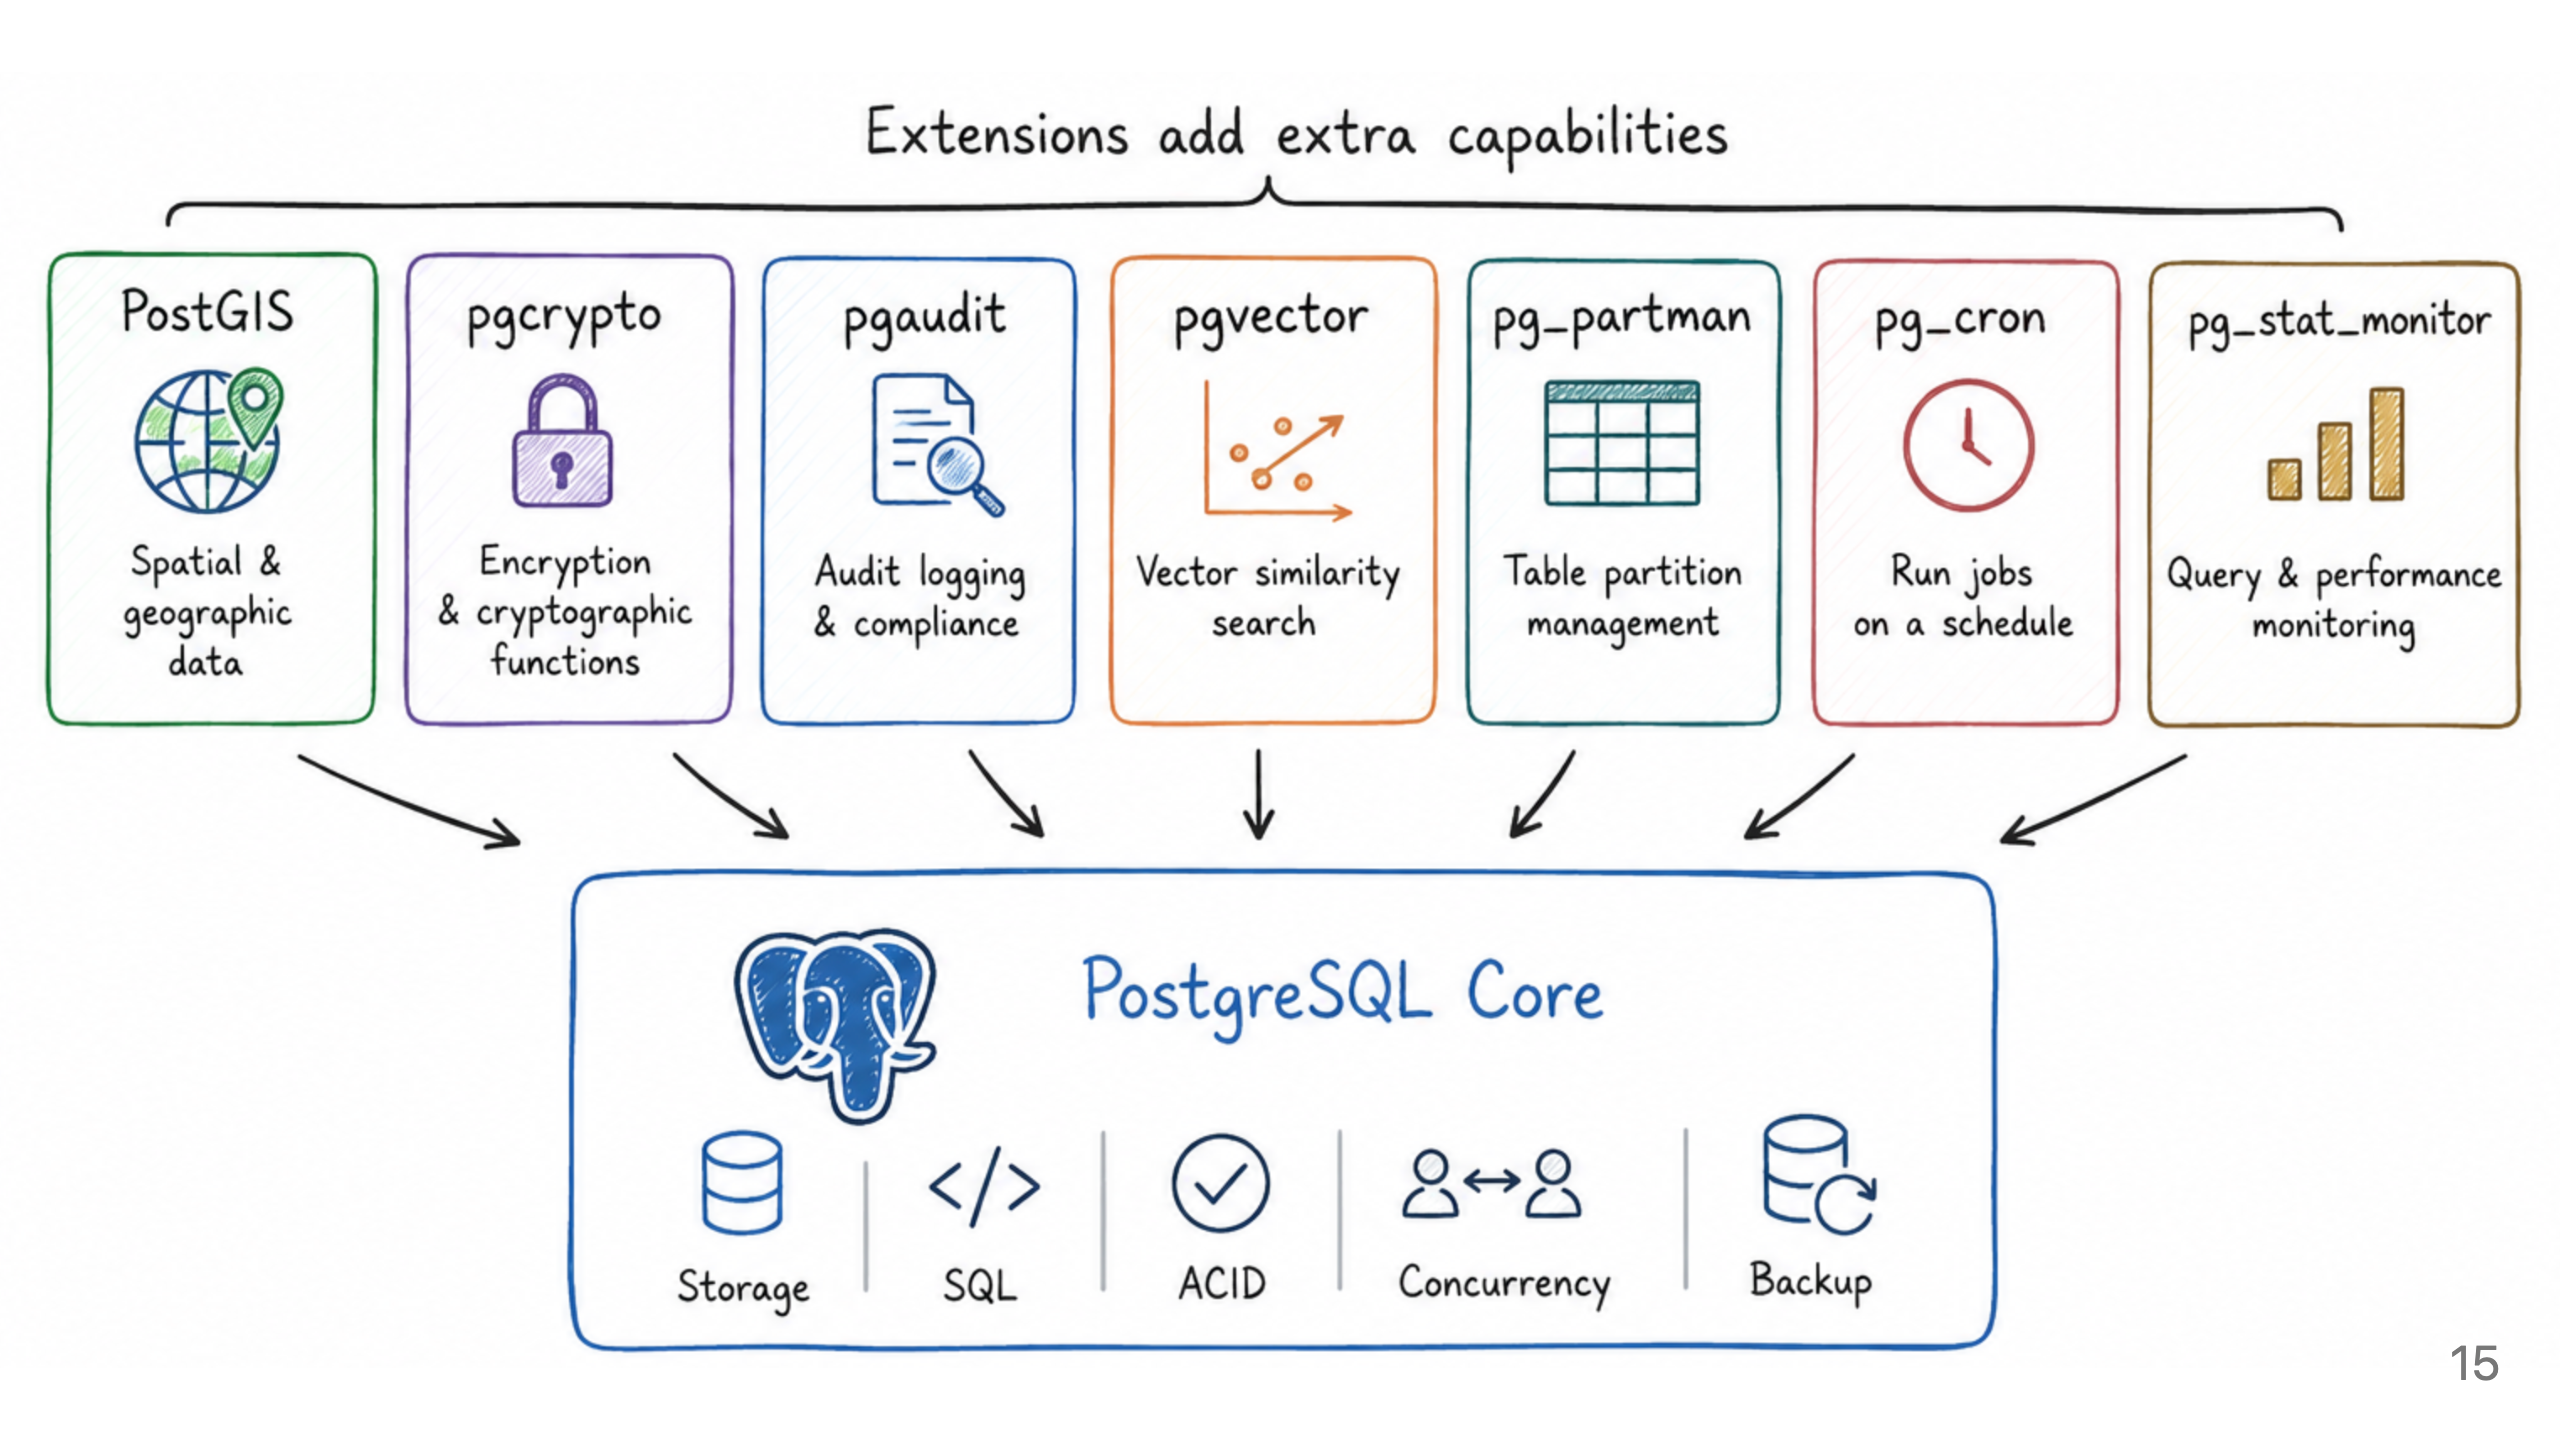 Extensions add extra capabilities
PostGIS
Spatial &
geographic
data
pgcrypto
Encryption
& cryptographic
functions
pgaudit
Audit logging
& compliance
pgvector
Vector similarity
search
pg_partman
Table partition
management
pg_cron
Run jobs
on a schedule
pg_stat_monitor
Query & performance
monitoring
PostgreSQL Core
Storage
</>
SQL
ACID
Concurrency
Backup
15